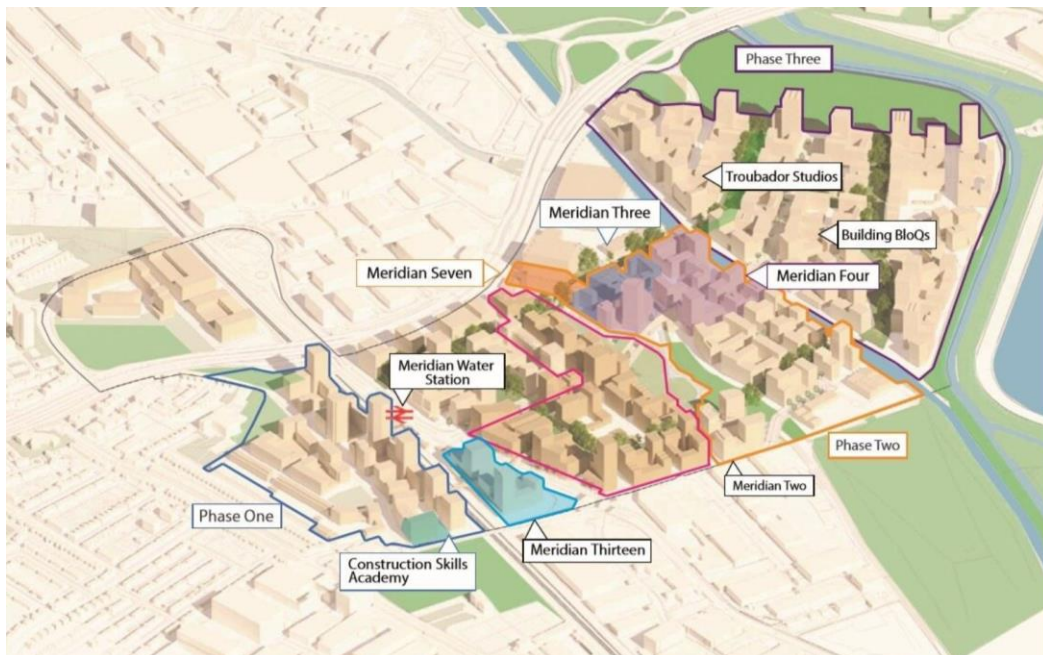 Phase Three
Troubador Studios
Meridian Three
Building BloQs
Meridian Seven
Meridian Four
Meridian Water
Station
Phase Two
Meridian Two
Phase One
Meridian Thirteen
Construction Skills
Academy